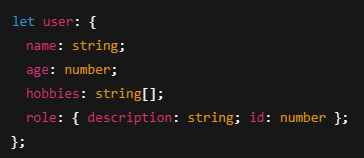 let user: {
  name: string;
  age: number;
  hobbies: string[];
  role: { description: string; id: number };
};